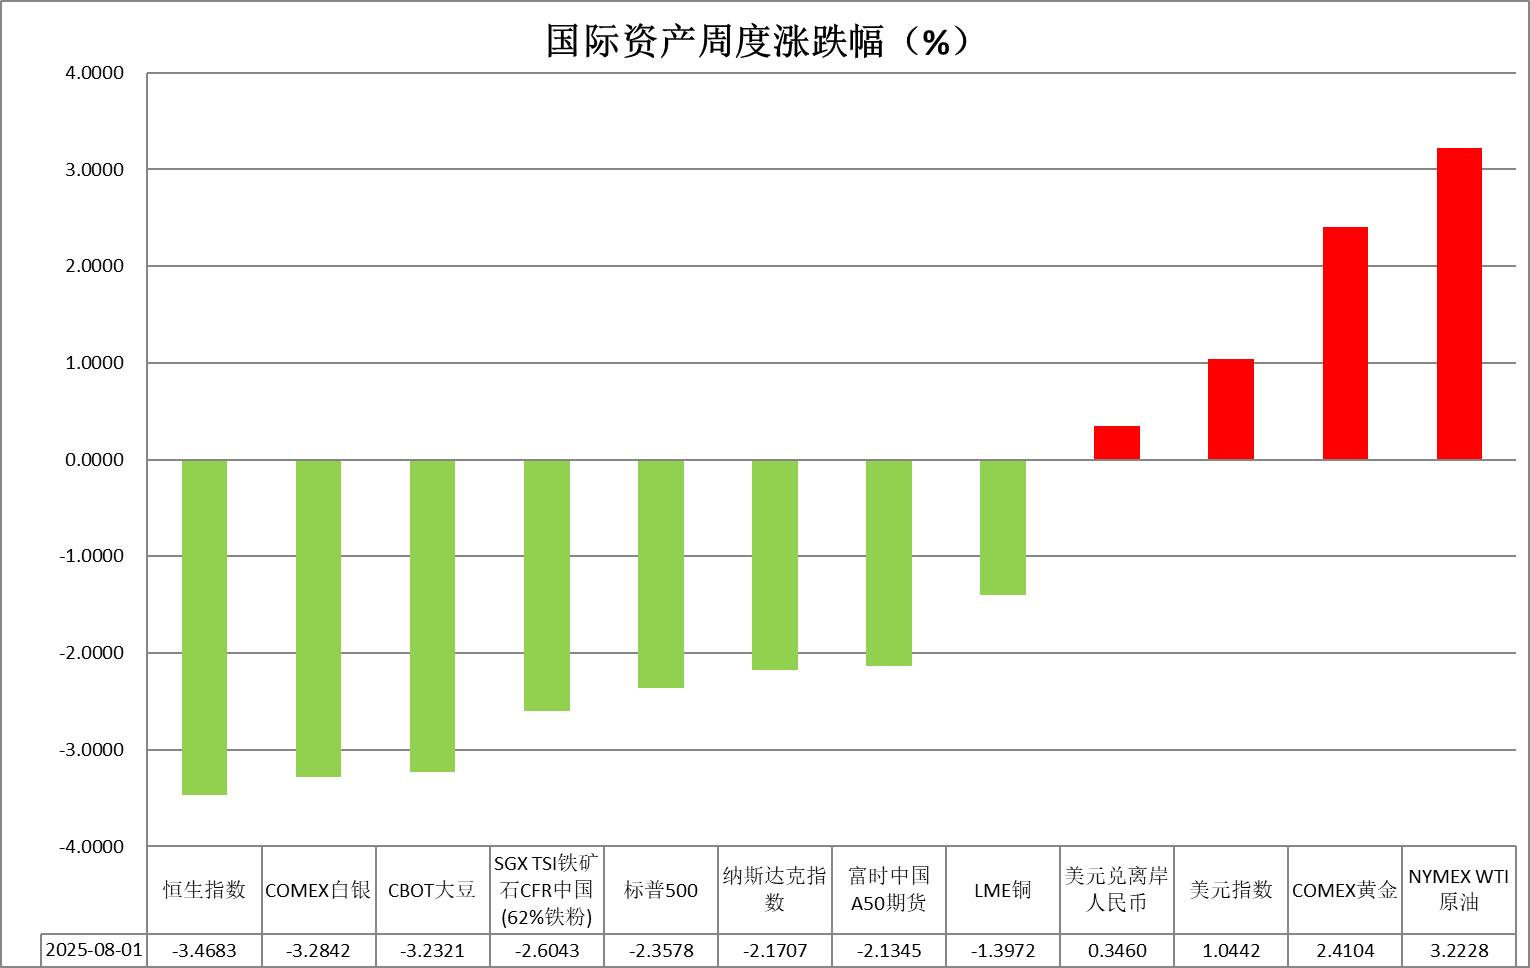 国际资产周度涨跌幅（%）
4.0000
3.0000
2.0000
1.0000
0.0000
-1.0000
-2.0000
-3.0000
-4.0000
恒生指数
COMEX白银
CBOT大豆
SGX TSI铁矿
石CFR中国
(62%铁粉)
标普500
纳斯达克指
数
富时中国
A50期货
LME铜
美元兑离岸
人民币
美元指数
COMEX黄金
NYMEX WTI
原油
2025-08-01 -3.4683 -3.2842 -3.2321 -2.6043 -2.3578 -2.1707 -2.1345 -1.3972 0.3460 1.0442 2.4104 3.2228